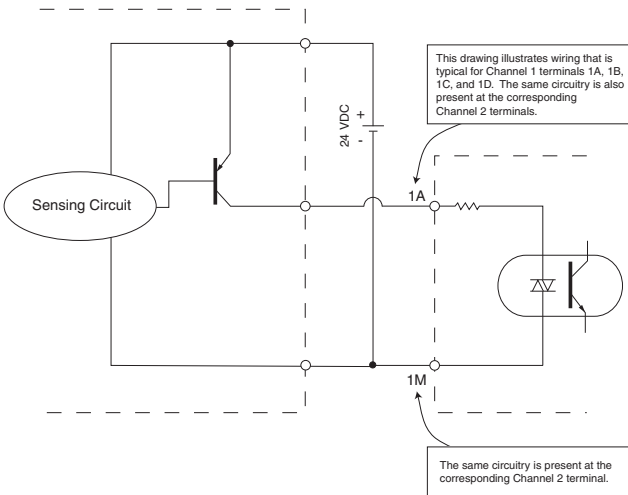 This drawing illustrates wiring that is
typical for Channel 1 terminals 1A, 1B,
1C, and 1D. The same circuitry is also
present at the corresponding
Channel 2 terminals.
24 VDC
+
-
1A
Sensing Circuit
1M
The same circuitry is present at the
corresponding Channel 2 terminal.